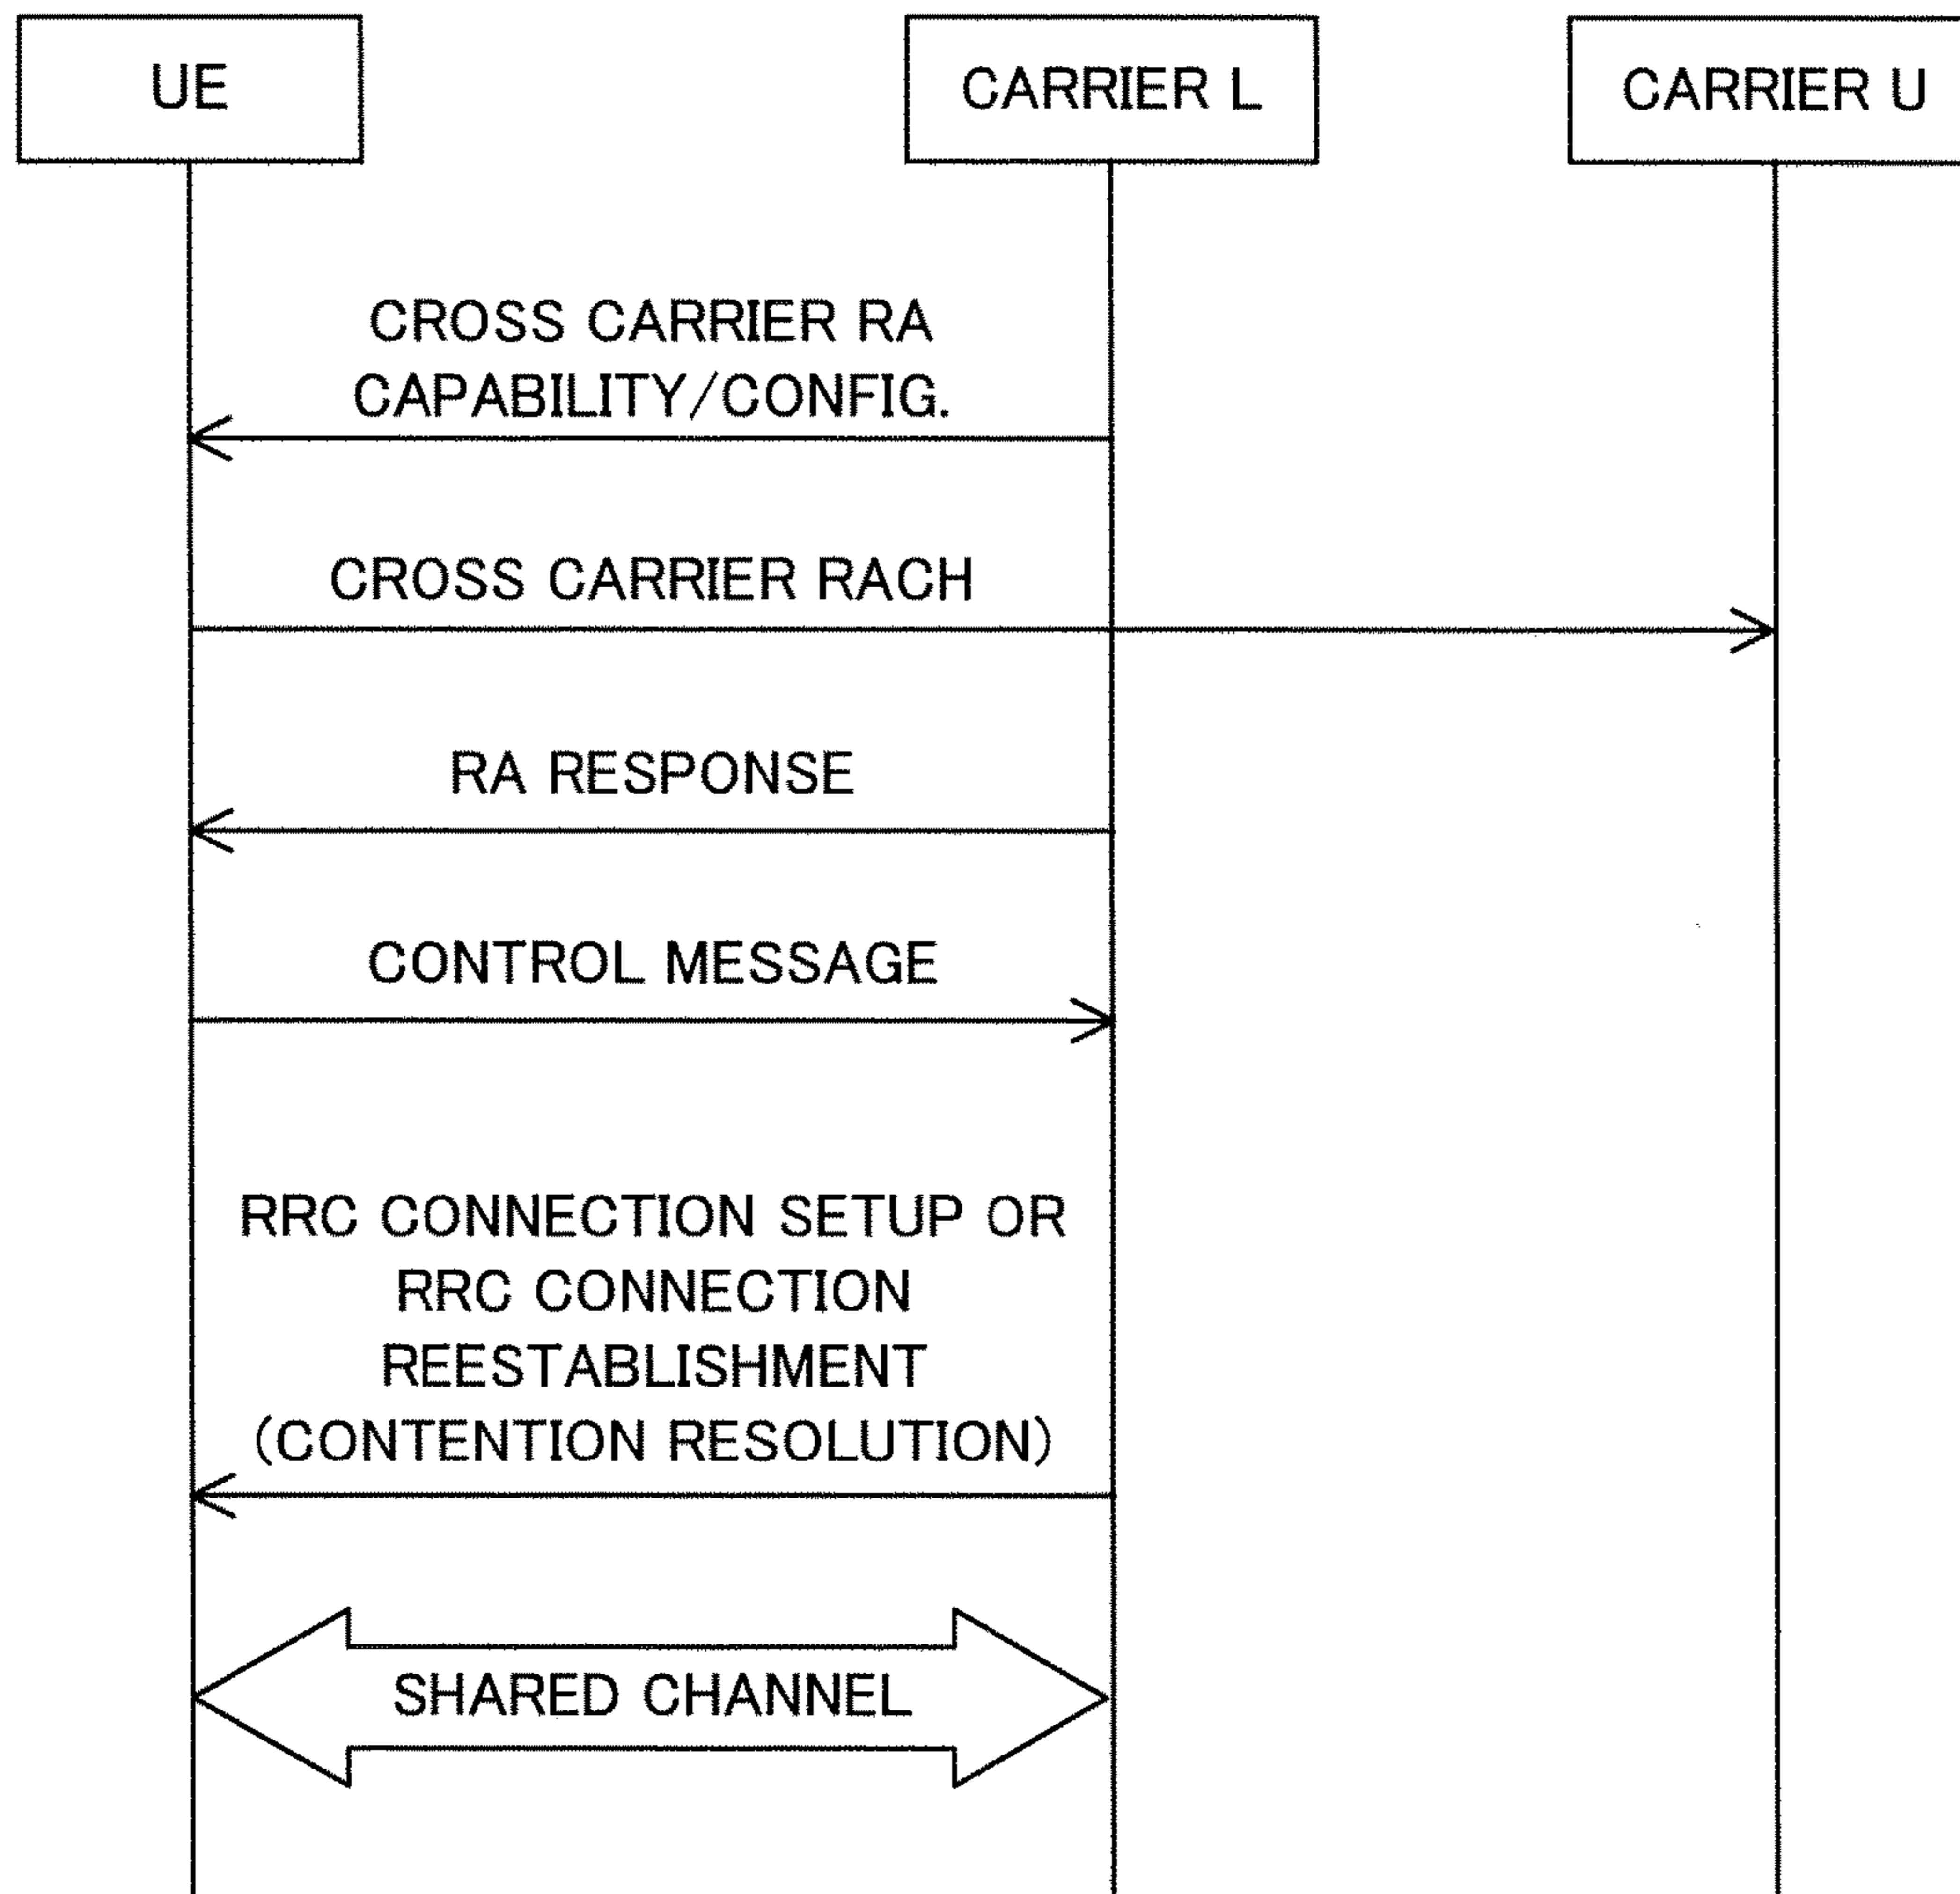 UE
CARRIER L
CARRIER U
CROSS CARRIER RA
CAPABILITY/CONFIG.
CROSS CARRIER RACH
RA RESPONSE
CONTROL MESSAGE
RRC CONNECTION SETUP OR
RRC CONNECTION
REESTABLISHMENT
(CONTENTION RESOLUTION)
SHARED CHANNEL